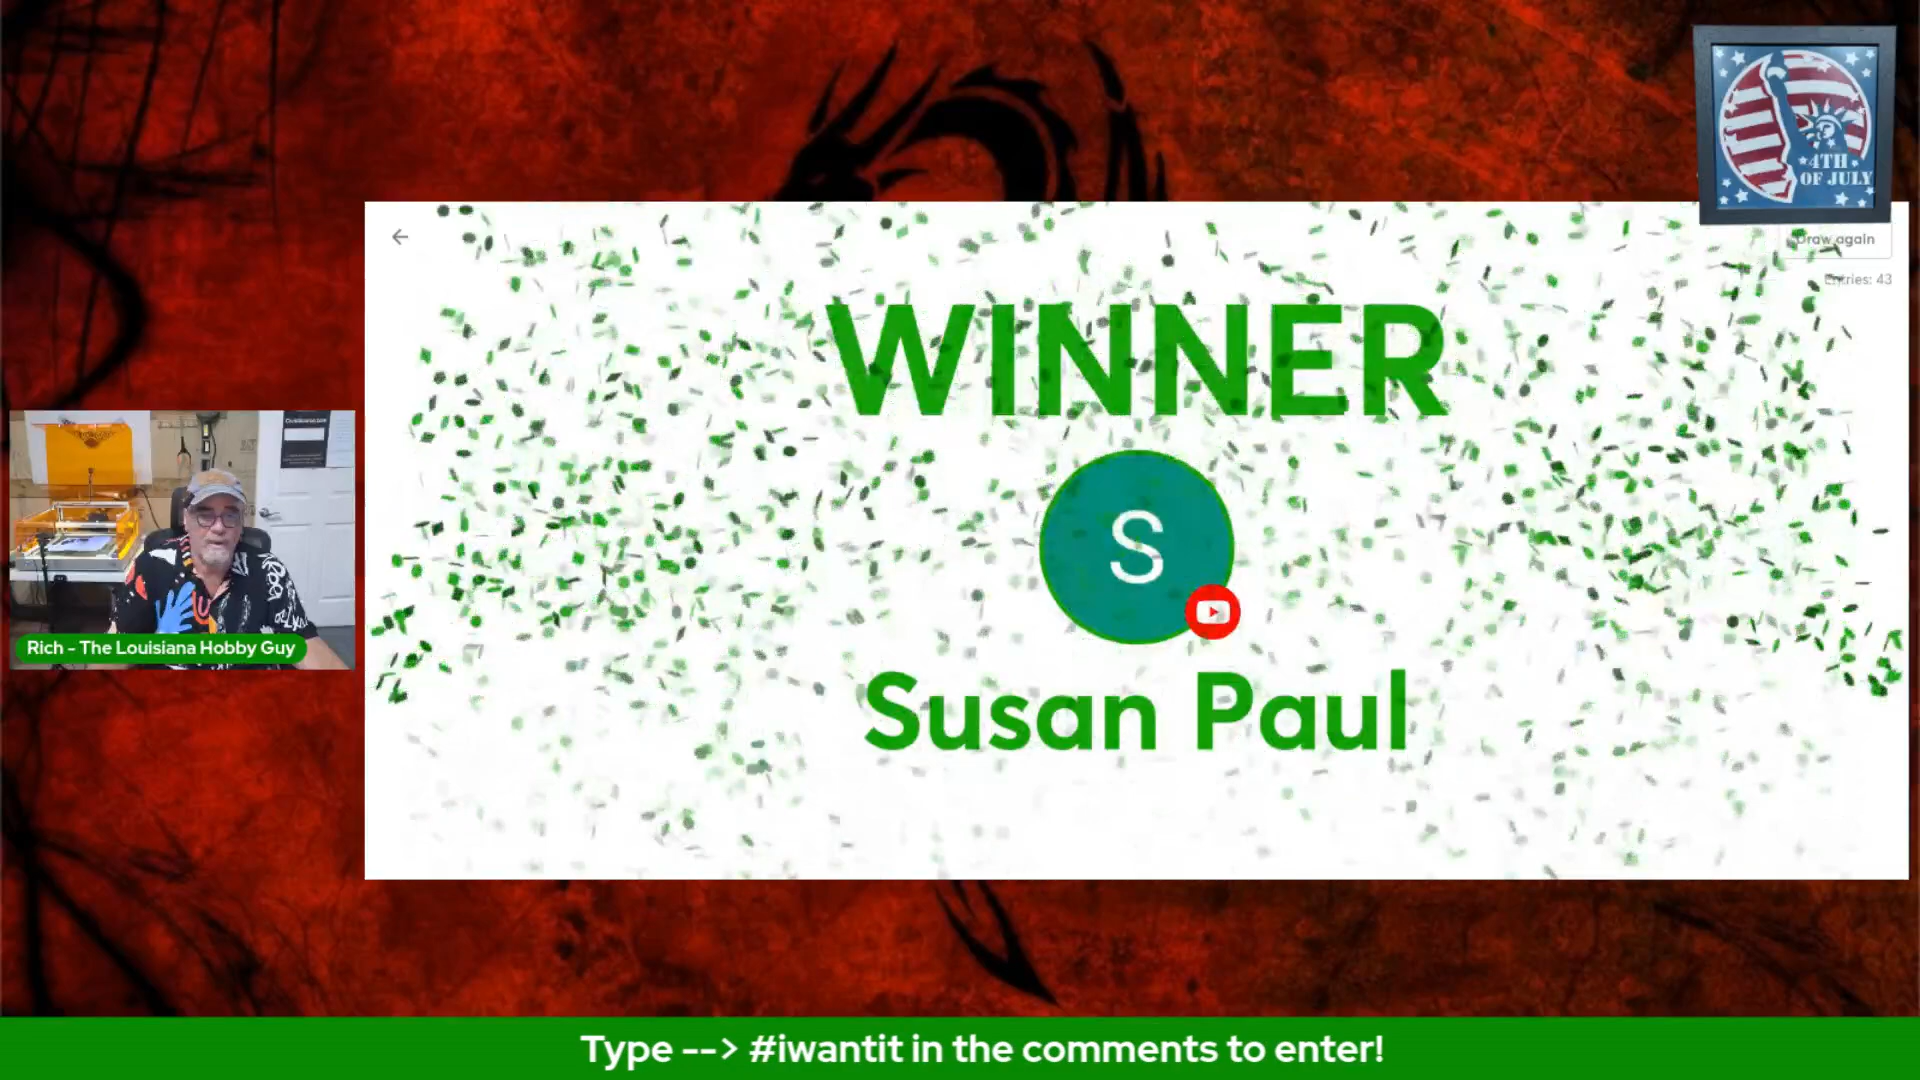 4TH
OF JULY
Draw again
Entries: 43
WINNER
S
Susan Paul
Rich - The Louisiana Hobby Guy
Type --> #iwantit in the comments to enter!